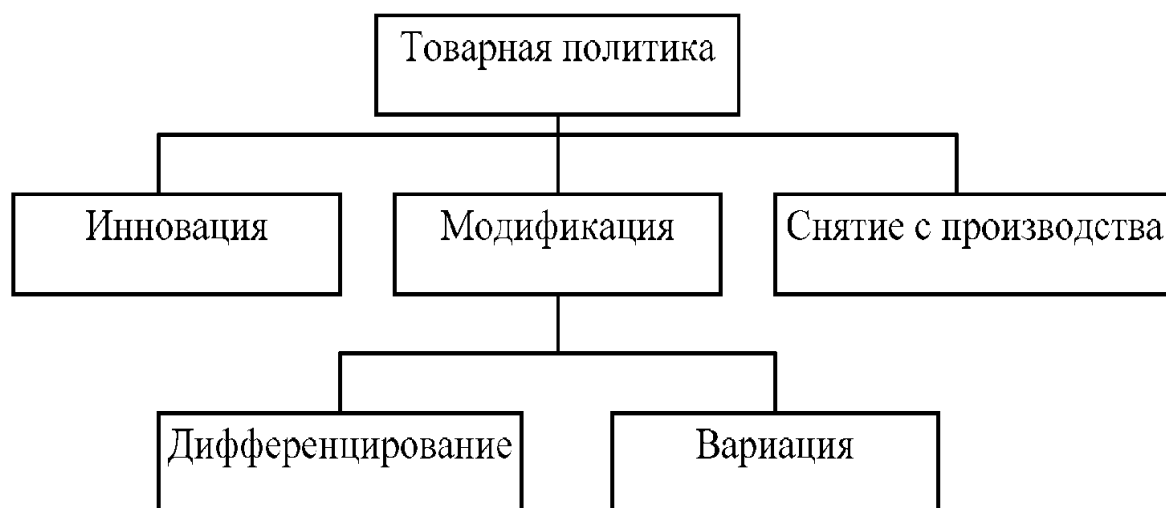 Товарная политика
Инновация
Модификация
Снятие с производства
Дифференцирование
Вариация